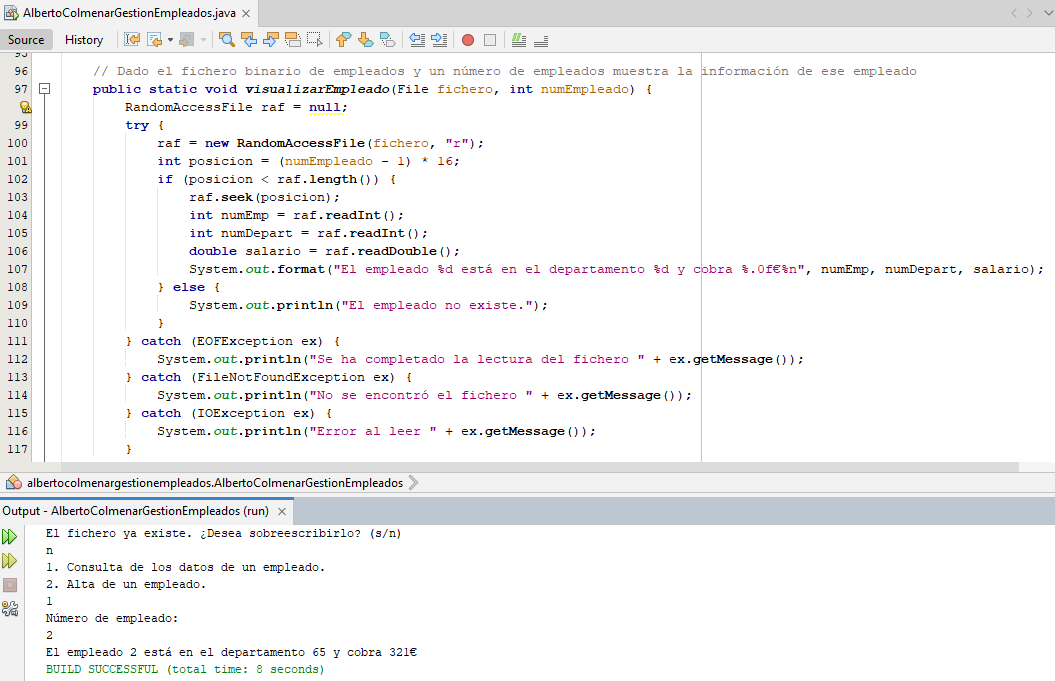 AlbertoColmenarGestionEmpleados.java
Source History
96 // Dado el fichero binario de empleados y un número de empleados muestra la información de ese empleado
97 public static void visualizarEmpleado(File fichero, int numEmpleado) {
RandomAccessFile raf = null;
99 try {
100 raf = new RandomAccessFile(fichero, "r");
101 int posicion = (numEmpleado - 1) * 16;
102 if (posicion < raf.length()) {
103 raf.seek(posicion);
104 int numEmp = raf.readInt();
105 int numDepart = raf.readInt();
106 double salario = raf.readDouble();
107 System.out.format("El empleado %d está en el departamento %d y cobra %.0f€%n", numEmp, numDepart, salario);
108 } else {
109 System.out.println("El empleado no existe.");
110 }
111 } catch (EOFException ex) {
112 System.out.println("Se ha completado la lectura del fichero " + ex.getMessage());
113 } catch (FileNotFoundException ex) {
114 System.out.println("No se encontró el fichero " + ex.getMessage());
115 } catch (IOException ex) {
116 System.out.println("Error al leer " + ex.getMessage());
117 }
albertocolmenargestionempleados.AlbertoColmenarGestionEmpleados
Output - AlbertoColmenarGestionEmpleados (run)
El fichero ya existe. ¿Desea sobreescribirlo? (s/n)
n
1. Consulta de los datos de un empleado.
2. Alta de un empleado.
1
Número de empleado:
2
El empleado 2 está en el departamento 65 y cobra 321€
BUILD SUCCESSFUL (total time: 8 seconds)